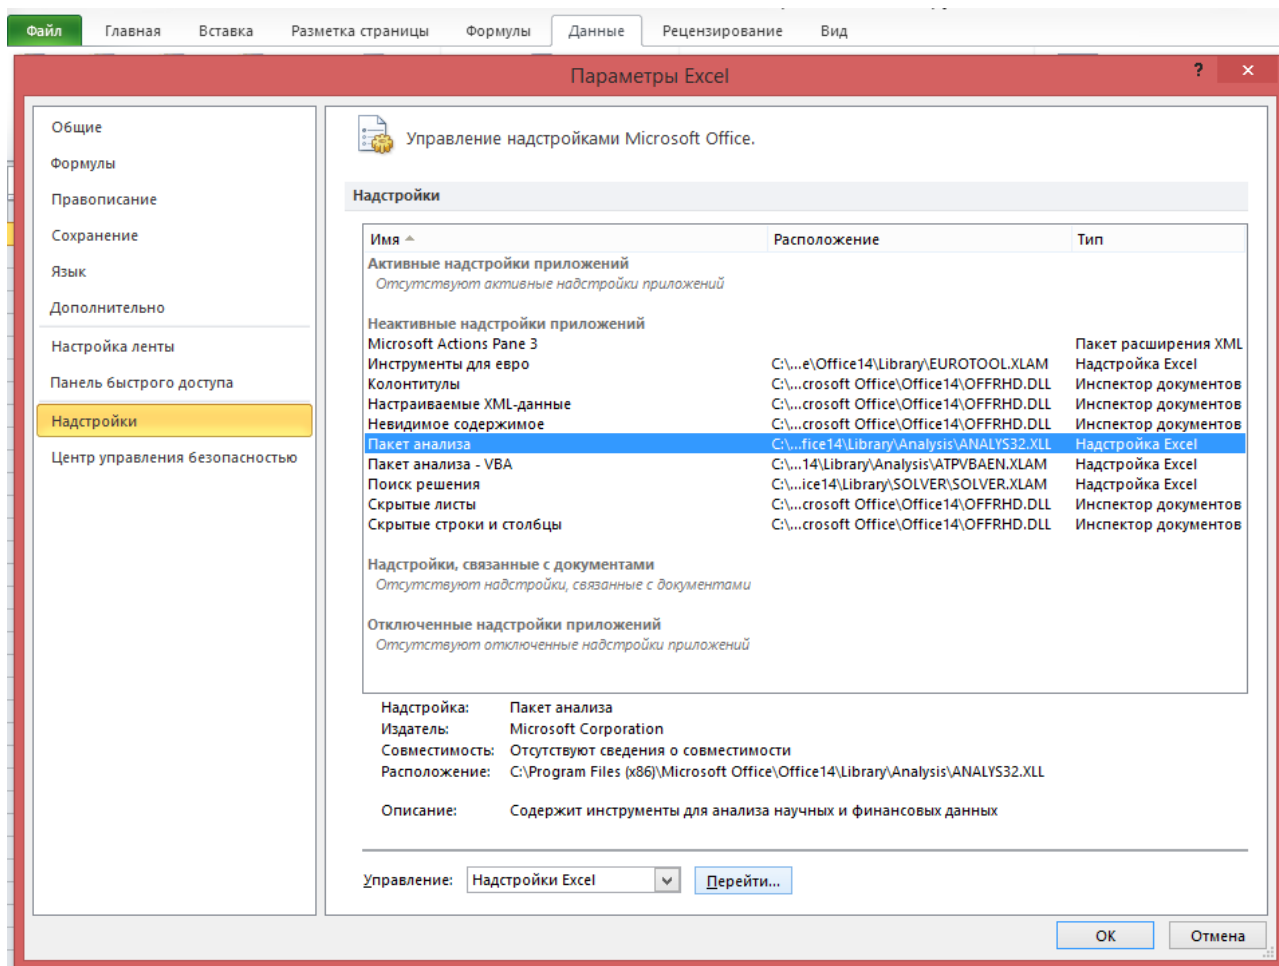 Файл Главная Вставка Разметка страницы Формулы Данные Рецензирование Вид
Параметры Excel
Общие
Формулы
Правописание
Сохранение
Язык
Дополнительно
Настройка ленты
Панель быстрого доступа
Надстройки
Центр управления безопасностью
Управление надстройками Microsoft Office.
Надстройки
Имя Расположение Тип
Активные надстройки приложений
Отсутствуют активные надстройки приложений
Неактивные надстройки приложений
Microsoft Actions Pane 3 Пакет расширения XML
Инструменты для евро C:\...e\Office14\Library\EUROTOOL.XLAM Надстройка Excel
Колонтитулы C:\...crosoft Office\Office14\OFFRHD.DLL Инспектор документов
Настраиваемые XML-данные C:\...crosoft Office\Office14\OFFRHD.DLL Инспектор документов
Невидимое содержимое C:\...crosoft Office\Office14\OFFRHD.DLL Инспектор документов
Пакет анализа C:\...fice14\Library\Analysis\ANALYS32.XLL Надстройка Excel
Пакет анализа - VBA C:\...14\Library\Analysis\ATPVBAEN.XLAM Надстройка Excel
Поиск решения C:\...ice14\Library\SOLVER\SOLVER.XLAM Надстройка Excel
Скрытые листы C:\...crosoft Office\Office14\OFFRHD.DLL Инспектор документов
Скрытые строки и столбцы C:\...crosoft Office\Office14\OFFRHD.DLL Инспектор документов
Надстройки, связанные с документами
Отсутствуют надстройки, связанные с документами
Отключенные надстройки приложений
Отсутствуют отключенные надстройки приложений
Надстройка: Пакет анализа
Издатель: Microsoft Corporation
Совместимость: Отсутствуют сведения о совместимости
Расположение: C:\Program Files (x86)\Microsoft Office\Office14\Library\Analysis\ANALYS32.XLL
Описание: Содержит инструменты для анализа научных и финансовых данных
Управление: Надстройки Excel Перейти...
ОК Отмена